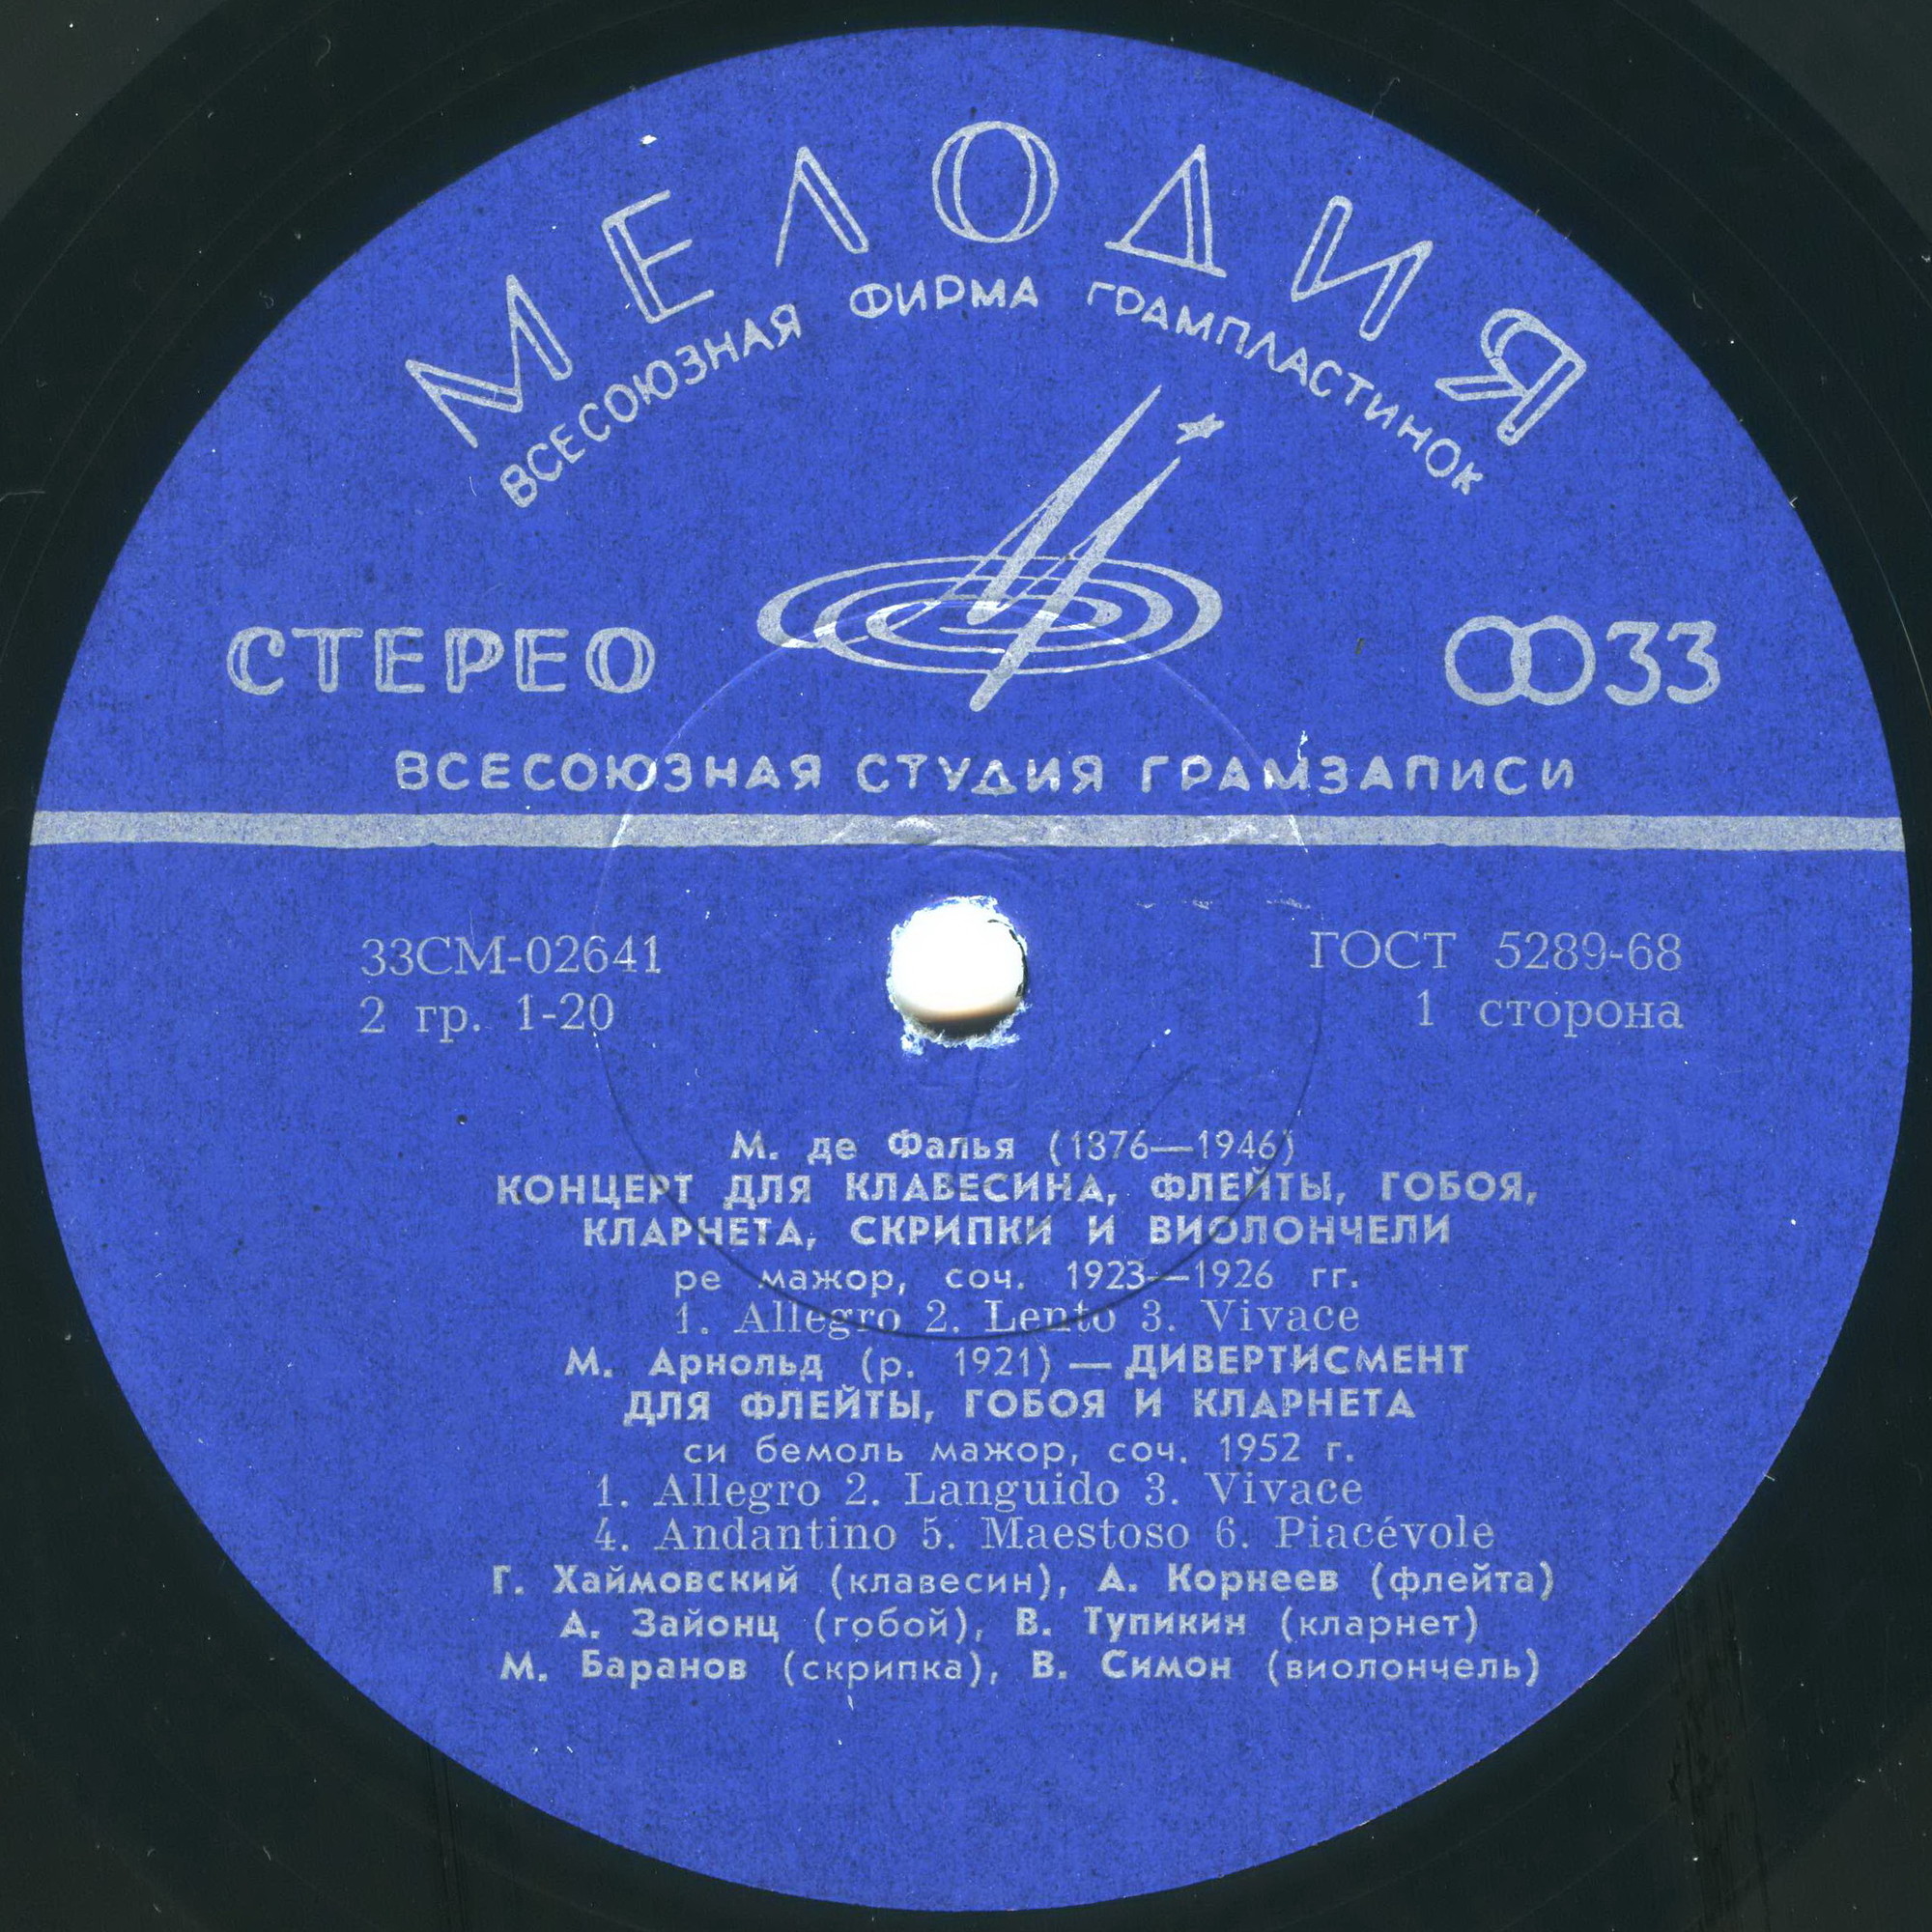 МЕЛОДИЯ
ВСЕСОЮЗНАЯ ФИРМА ГРАМПЛАСТИНОК
СТЕРЕО
33
ВСЕСОЮЗНАЯ СТУДИЯ ГРАМЗАПИСИ
33СМ-02641
ГОСТ 5289-68
2 гр. 1-20
1 сторона
М. де Фалья (1876—1946)
КОНЦЕРТ ДЛЯ КЛАВЕСИНА, ФЛЕЙТЫ, ГОБОЯ,
КЛАРНЕТА, СКРИПКИ И ВИОЛОНЧЕЛИ
ре мажор, соч. 1923—1926 гг.
1. Allegro 2. Lento 3. Vivace
М. Арнольд (р. 1921) — ДИВЕРТИСМЕНТ
ДЛЯ ФЛЕЙТЫ, ГОБОЯ И КЛАРНЕТА
си бемоль мажор, соч. 1952 г.
1. Allegro 2. Languido 3. Vivace
4. Andantino 5. Maestoso 6. Piacévole
Г. Хаймовский (клавесин), А. Корнеев (флейта)
А. Зайонц (гобой), В. Тупикин (кларнет)
М. Баранов (скрипка), В. Симон (виолончель)